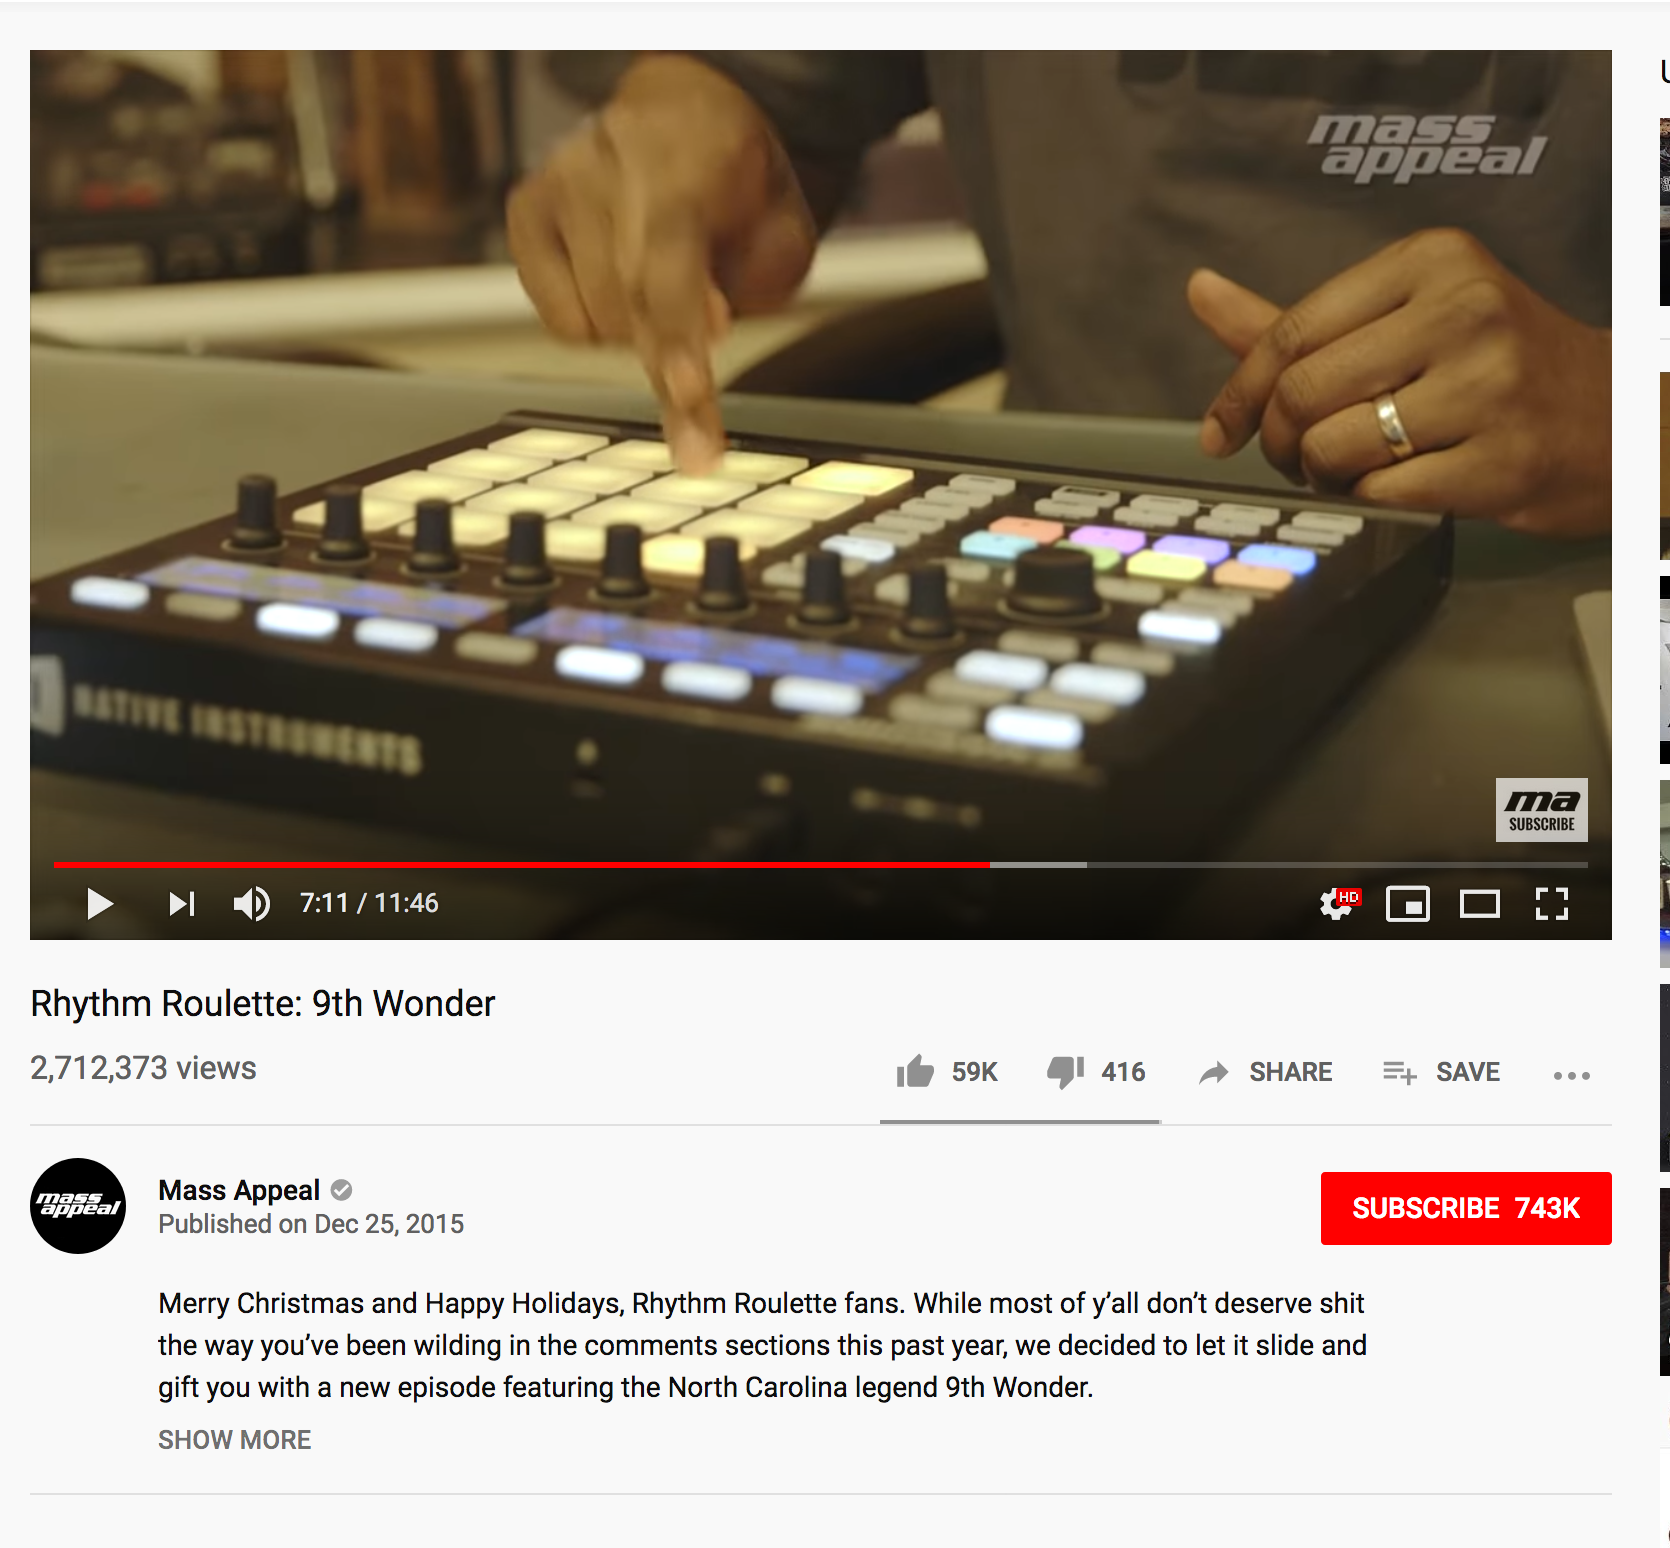 mass
appeal
NATIVE INSTRUMENTS
ma
SUBSCRIBE
7:11 / 11:46
HD
Rhythm Roulette: 9th Wonder
2,712,373 views
59K
416
SHARE
SAVE
mass
appeal
Mass Appeal
Published on Dec 25, 2015
SUBSCRIBE 743K
Merry Christmas and Happy Holidays, Rhythm Roulette fans. While most of y’all don’t deserve shit
the way you’ve been wilding in the comments sections this past year, we decided to let it slide and
gift you with a new episode featuring the North Carolina legend 9th Wonder.
SHOW MORE